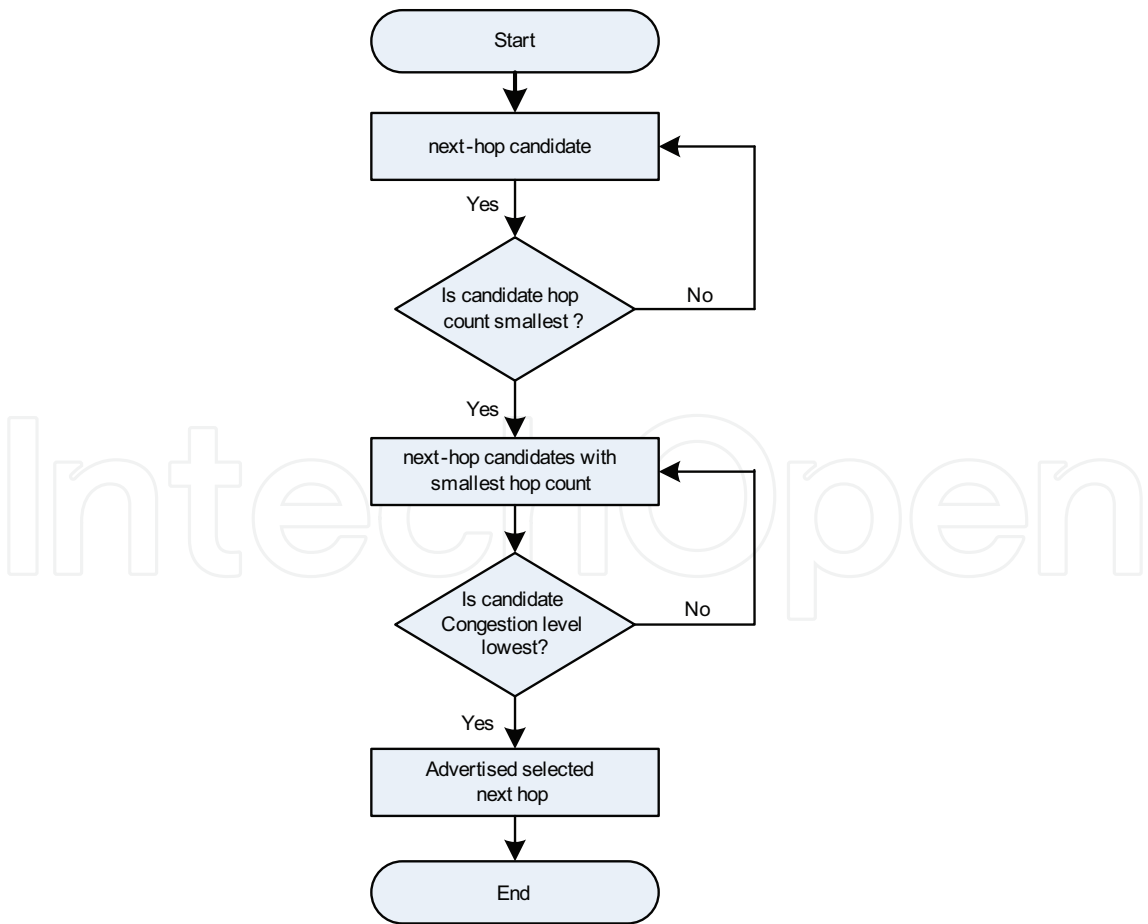 Start
next-hop candidate
Yes
Is candidate hop
count smallest ?
No
Yes
next-hop candidates with
smallest hop count
Is candidate
Congestion level
lowest?
No
Yes
Advertised selected
next hop
End
IntechOpen